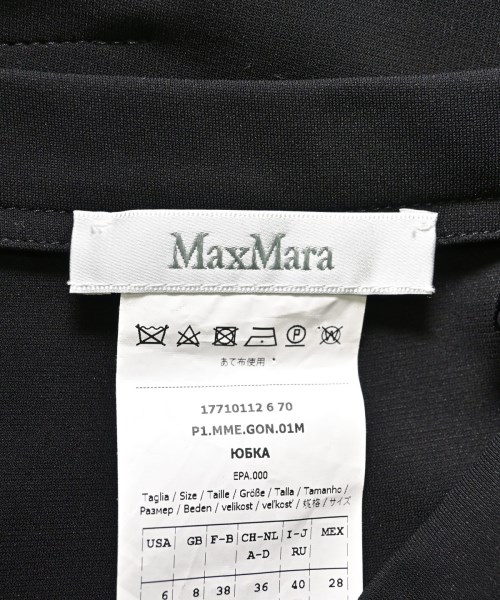 MaxMara
あて布使用 *
17710112 6 70
P1.MME.GON.01M
ЮБКА
EPA.000
Taglia / Size / Taille / Größe / Talla / Tamanho /
Размер / Beden / velikost / veľkosť / 规格 / サイズ
USA GB F-B CH-NL A-D I-J RU MEX
6 8 38 36 40 28